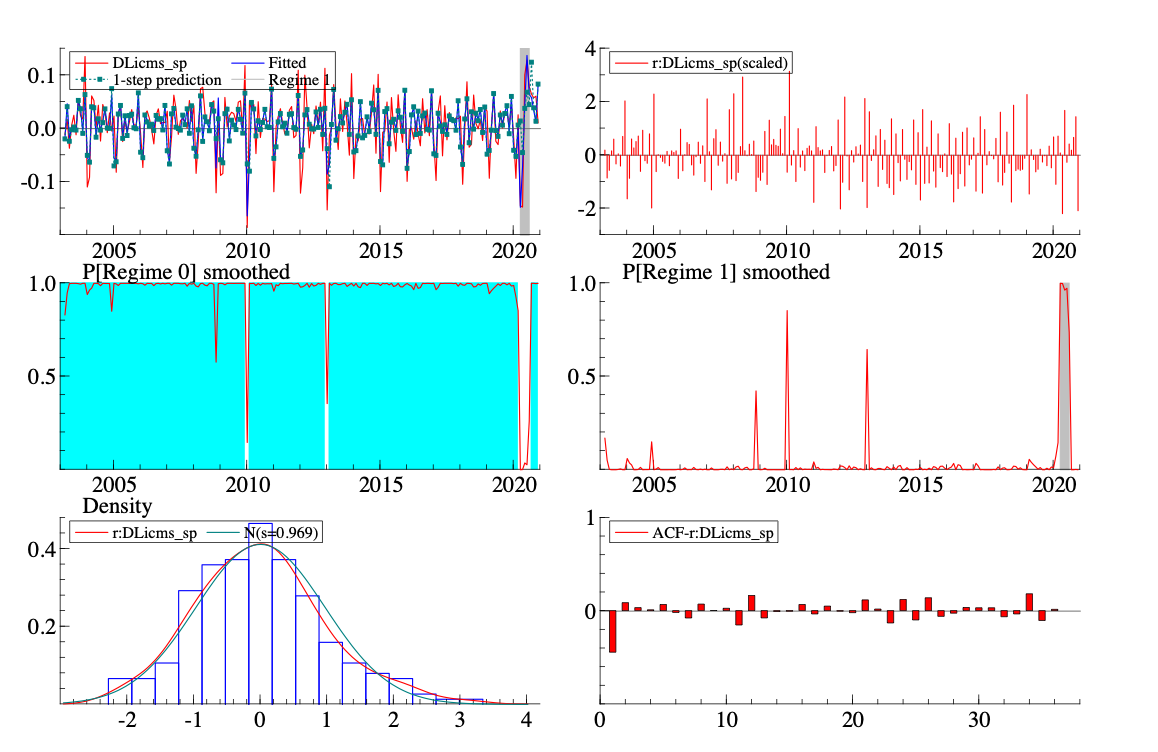 DLicms_sp Fitted
1-step prediction Regime 1
0.1
0.0
-0.1
2005 2010 2015 2020
r:DLicms_sp(scaled)
4
2
0
-2
2005 2010 2015 2020
P[Regime 0] smoothed
1.0
0.5
2005 2010 2015 2020
P[Regime 1] smoothed
1.0
0.5
2005 2010 2015 2020
Density
r:DLicms_sp N(s=0.969)
0.4
0.2
-2 -1 0 1 2 3 4
ACF-r:DLicms_sp
1
0
0 10 20 30